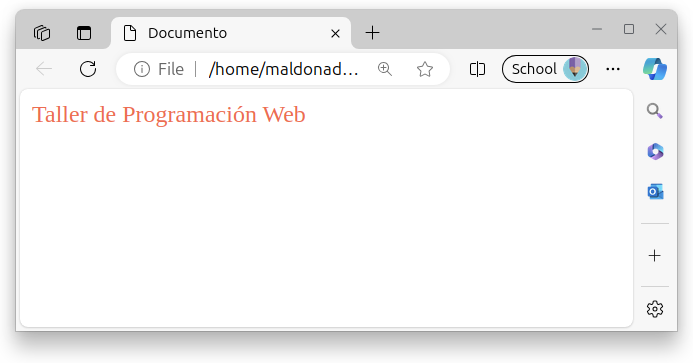 Documento
File | /home/maldonad...
School
Taller de Programación Web